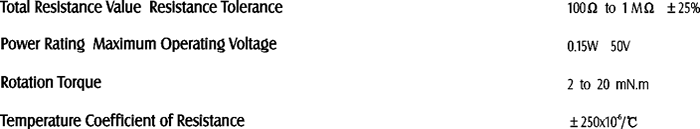 Total Resistance Value Resistance Tolerance 100Ω to 1 MΩ ±25%
Power Rating Maximum Operating Voltage 0.15W 50V
Rotation Torque 2 to 20 mN.m
Temperature Coefficient of Resistance ±250x10⁻⁶/℃